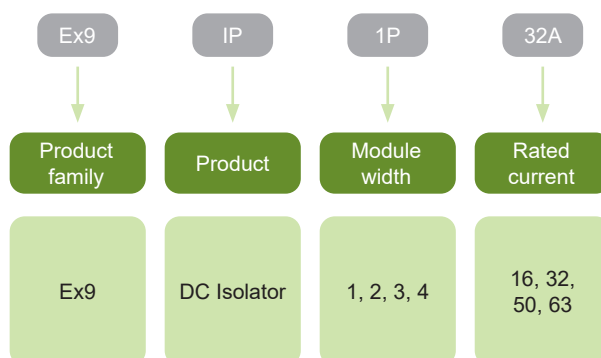 Ex9 IP 1P 32A
Product family
Product
Module width
Rated current
Ex9
DC Isolator
1, 2, 3, 4
16, 32,
50, 63